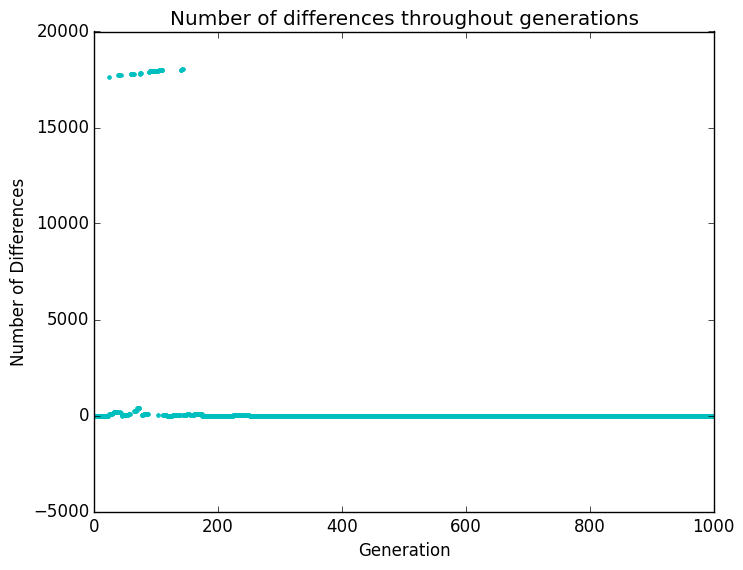 Number of differences throughout generations
20000
15000
10000
5000
0
−5000
Number of Differences
0 200 400 600 800 1000
Generation